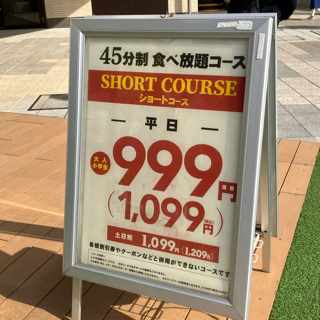 45分制 食べ放題コース
SHORT COURSE
ショートコース
平日
大人
小学生
999円
(1,099円)
土日祝 1,099円(1,209円)
各種割引券やクーポンなどと併用ができないコースです